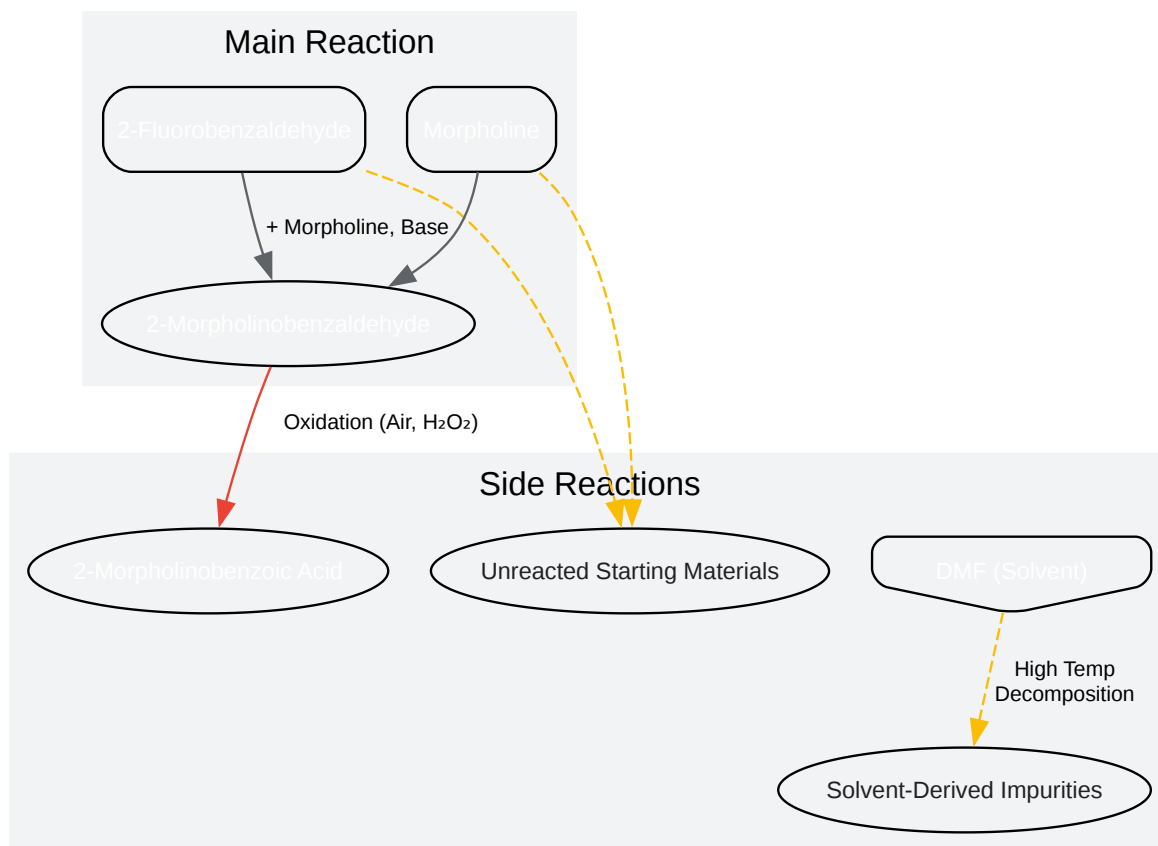 Main Reaction
2-Fluorobenzaldehyde
Morpholine
+ Morpholine, Base
2-Morpholinobenzaldehyde
Oxidation (Air, H₂O₂)
Side Reactions
2-Morpholinobenzoic Acid
Unreacted Starting Materials
DMF (Solvent)
High Temp
Decomposition
Solvent-Derived Impurities